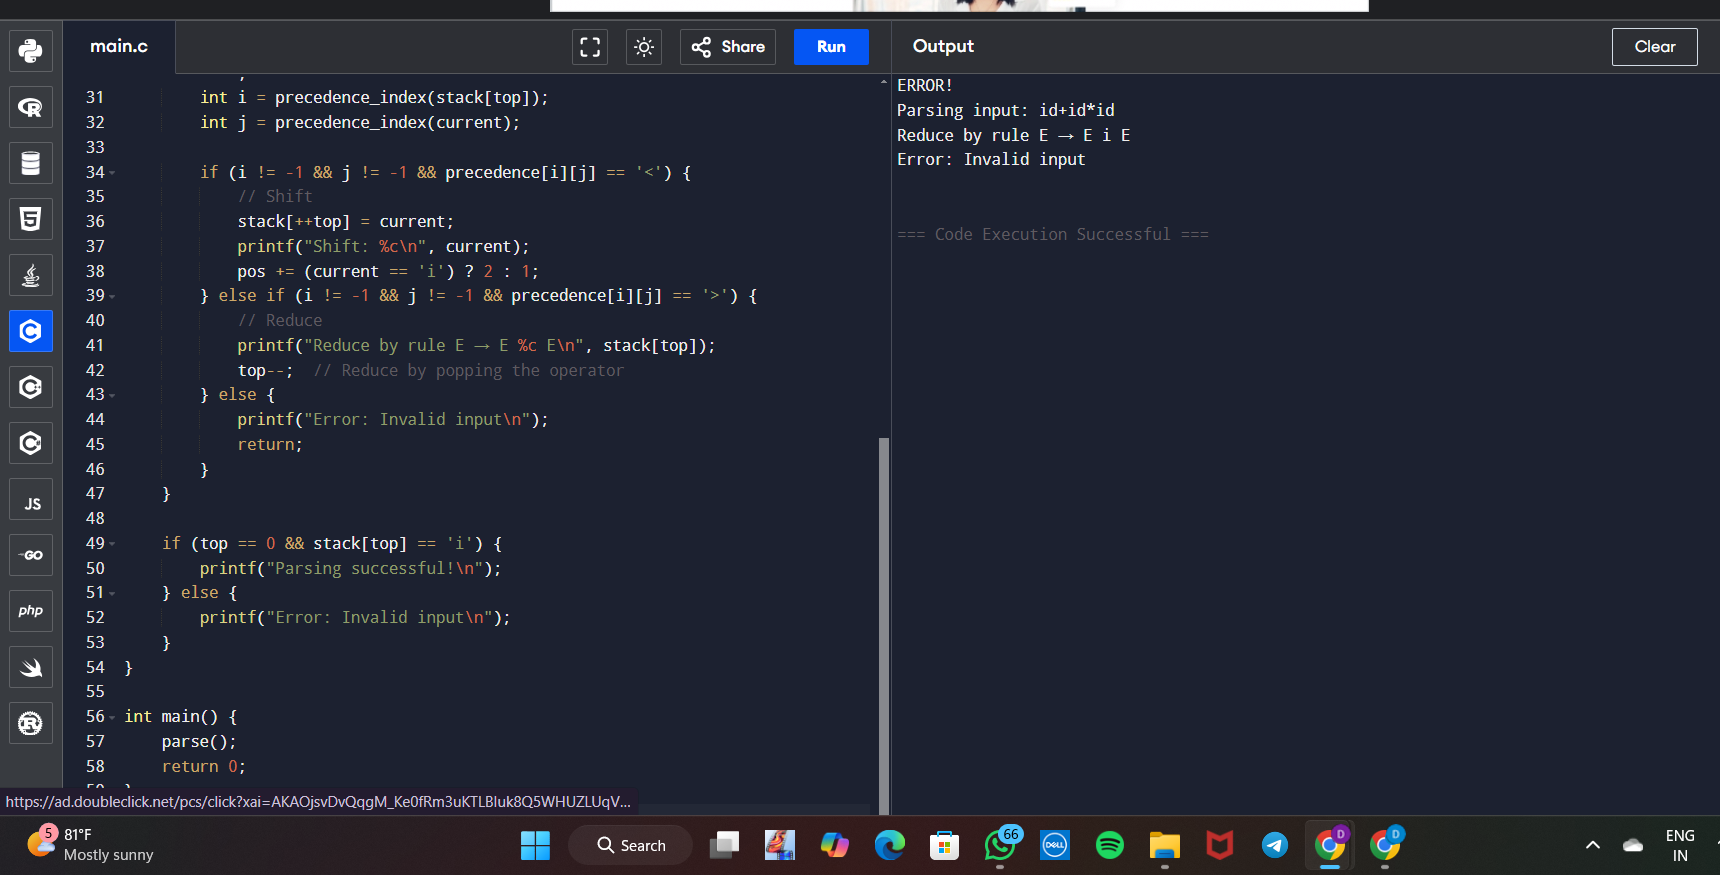 main.c
Share
Run
Output
Clear
31 int i = precedence_index(stack[top]);
32 int j = precedence_index(current);
33
34 if (i != -1 && j != -1 && precedence[i][j] == '<') {
35 // Shift
36 stack[++top] = current;
37 printf("Shift: %c\n", current);
38 pos += (current == 'i') ? 2 : 1;
39 } else if (i != -1 && j != -1 && precedence[i][j] == '>') {
40 // Reduce
41 printf("Reduce by rule E → E %c E\n", stack[top]);
42 top--; // Reduce by popping the operator
43 } else {
44 printf("Error: Invalid input\n");
45 return;
46 }
47 }
48
49 if (top == 0 && stack[top] == 'i') {
50 printf("Parsing successful!\n");
51 } else {
52 printf("Error: Invalid input\n");
53 }
54 }
55
56 int main() {
57 parse();
58 return 0;
ERROR!
Parsing input: id+id*id
Reduce by rule E → E i E
Error: Invalid input
=== Code Execution Successful ===
R
5
C
C
C
JS
GO
php
R
https://ad.doubleclick.net/pcs/click?xai=AKAOjsvDvQqgM_Ke0fRm3uKTLBluk8Q5WHUZLUqV...
5
81°F
Mostly sunny
Search
66
DELL
D
D
ENG
IN